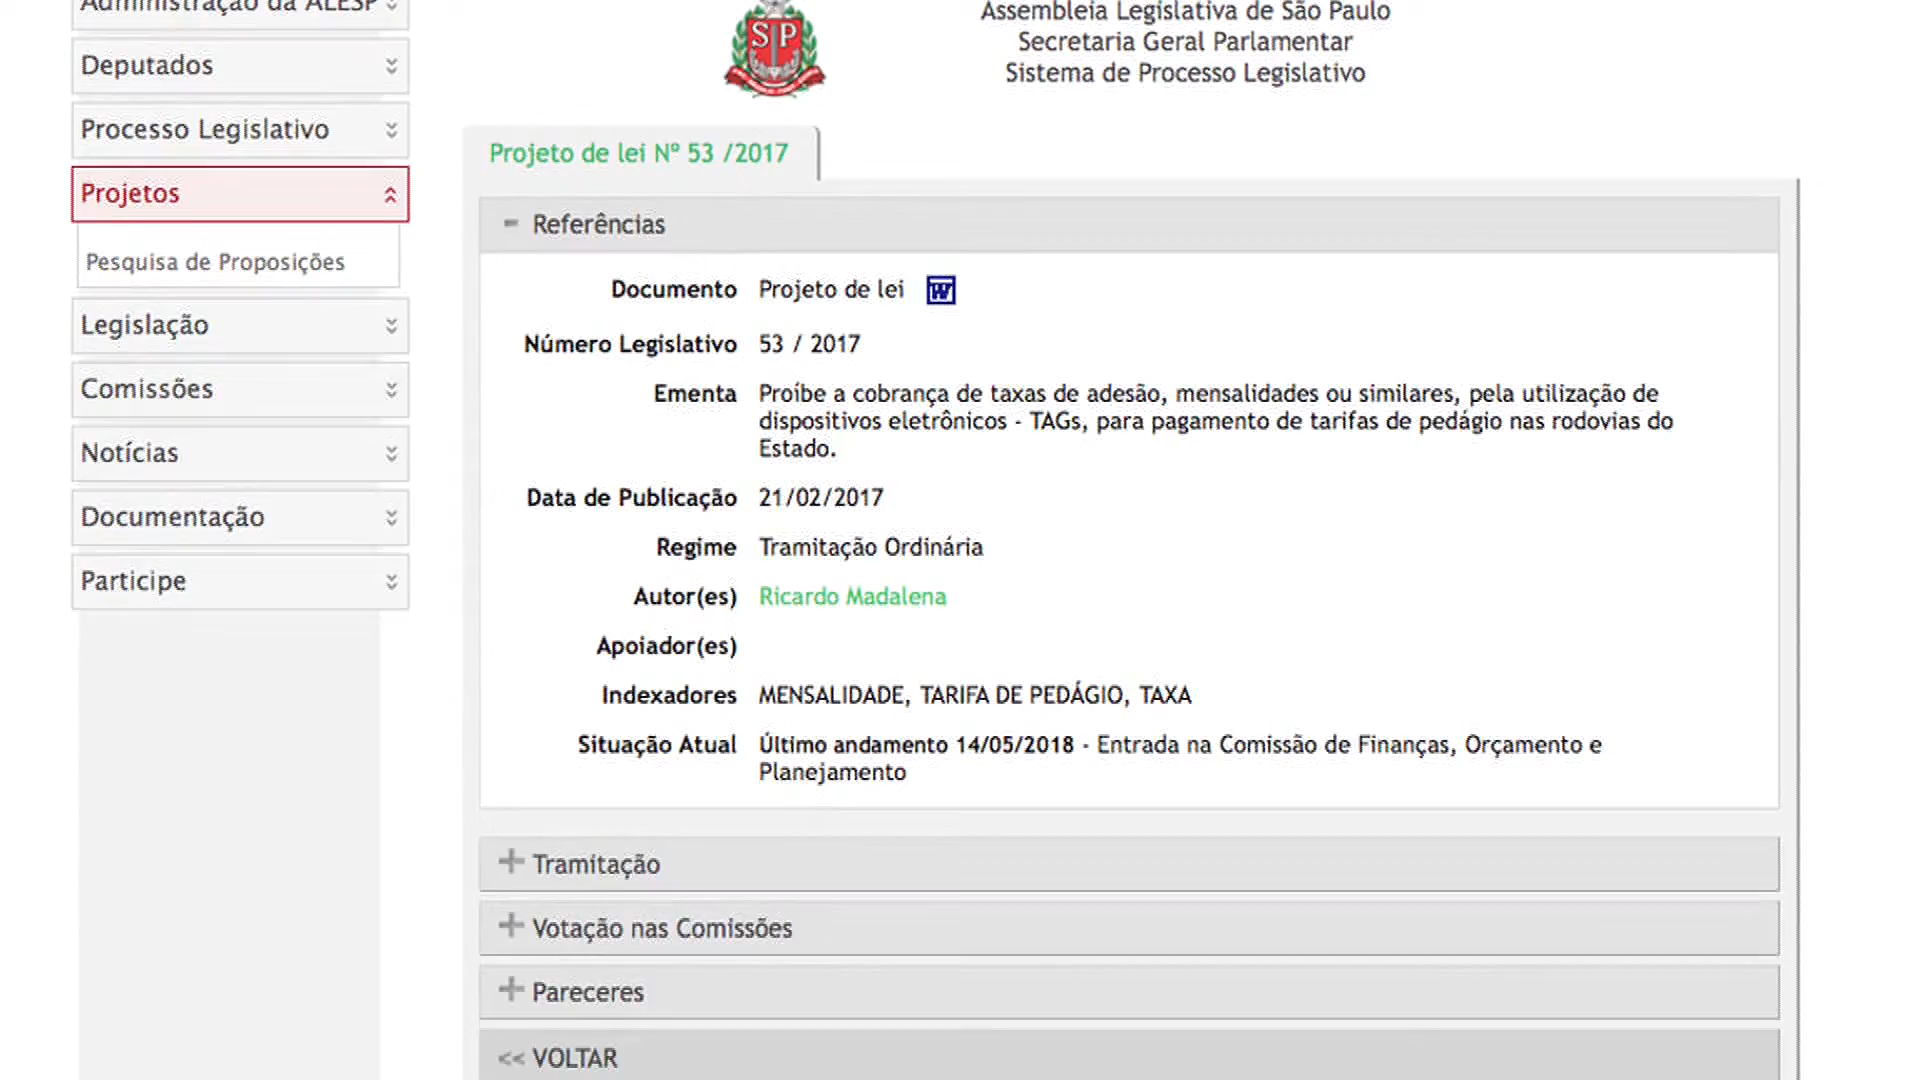 Administração da ALESP
Deputados
Processo Legislativo
Projetos
Pesquisa de Proposições
Legislação
Comissões
Notícias
Documentação
Participe
SP
Assembleia Legislativa de São Paulo
Secretaria Geral Parlamentar
Sistema de Processo Legislativo
Projeto de lei Nº 53 /2017
Referências
Documento Projeto de lei W
Número Legislativo 53 / 2017
Ementa Proíbe a cobrança de taxas de adesão, mensalidades ou similares, pela utilização de
dispositivos eletrônicos - TAGs, para pagamento de tarifas de pedágio nas rodovias do
Estado.
Data de Publicação 21/02/2017
Regime Tramitação Ordinária
Autor(es) Ricardo Madalena
Apoiador(es)
Indexadores MENSALIDADE, TARIFA DE PEDÁGIO, TAXA
Situação Atual Último andamento 14/05/2018 - Entrada na Comissão de Finanças, Orçamento e
Planejamento
Tramitação
Votação nas Comissões
Pareceres
<< VOLTAR